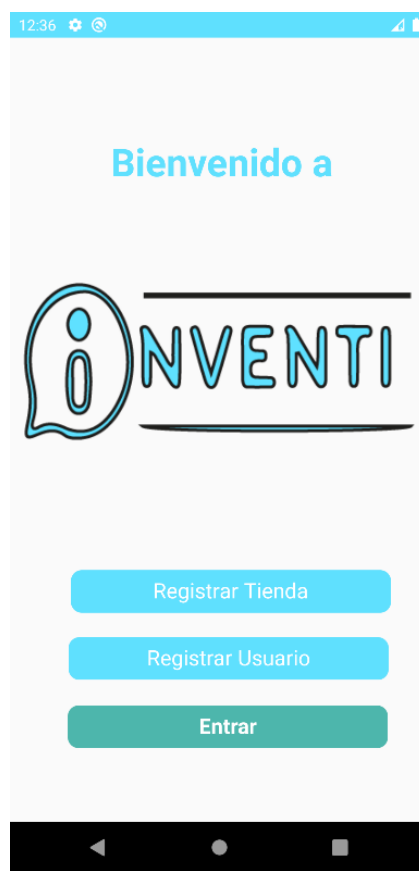 12:36
Bienvenido a
iNVENTI
Registrar Tienda
Registrar Usuario
Entrar